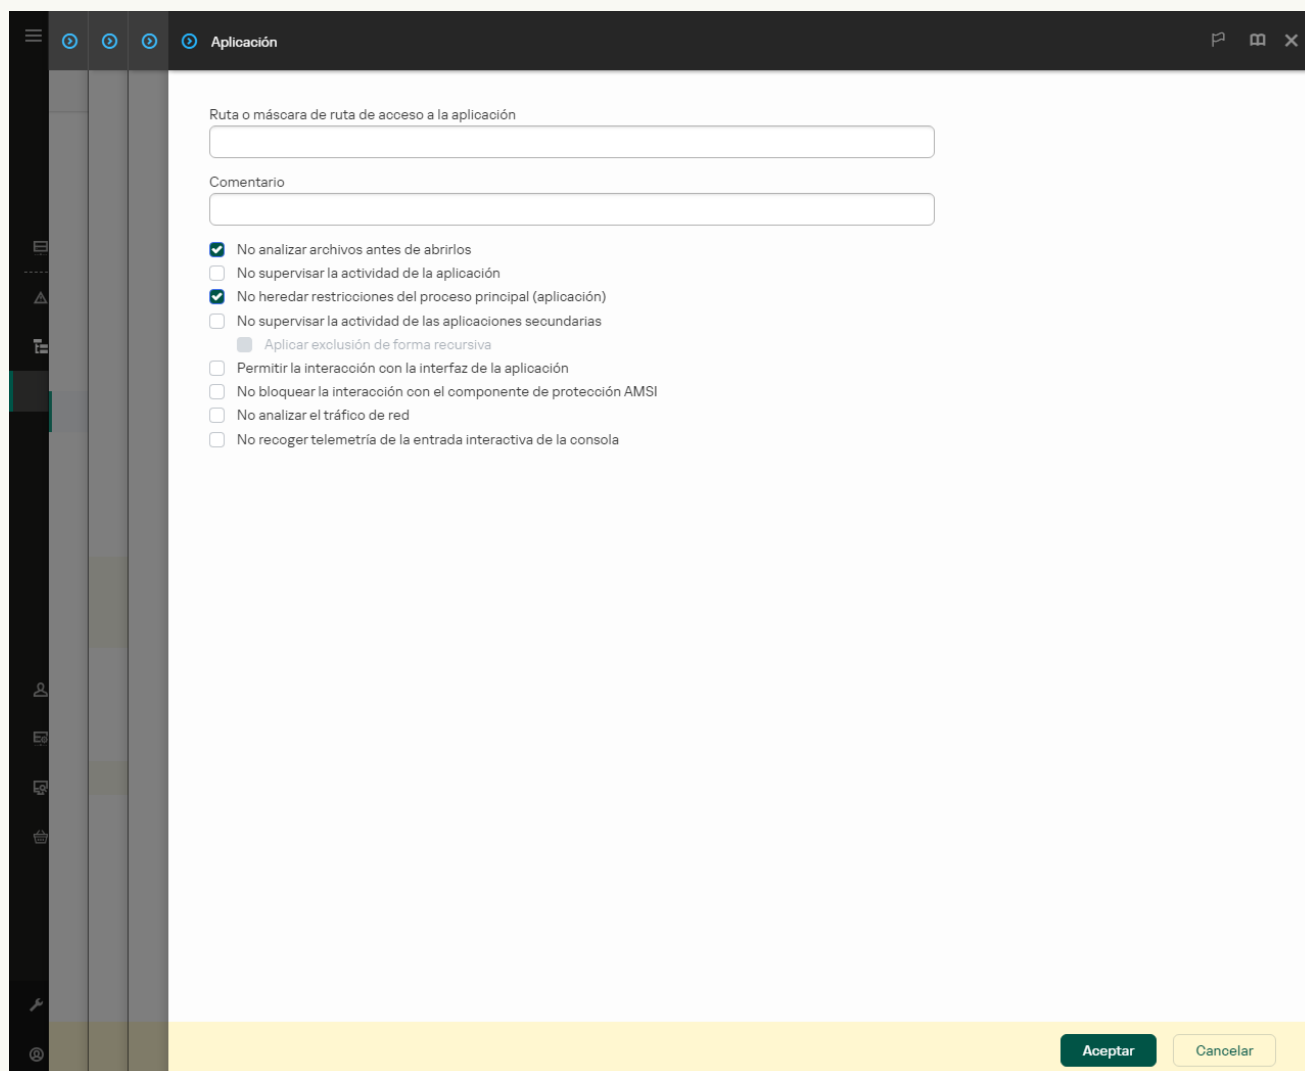 Aplicación
Ruta o máscara de ruta de acceso a la aplicación
Comentario
No analizar archivos antes de abrirlos
No supervisar la actividad de la aplicación
No heredar restricciones del proceso principal (aplicación)
No supervisar la actividad de las aplicaciones secundarias
Aplicar exclusión de forma recursiva
Permitir la interacción con la interfaz de la aplicación
No bloquear la interacción con el componente de protección AMSI
No analizar el tráfico de red
No recoger telemetría de la entrada interactiva de la consola
Aceptar Cancelar